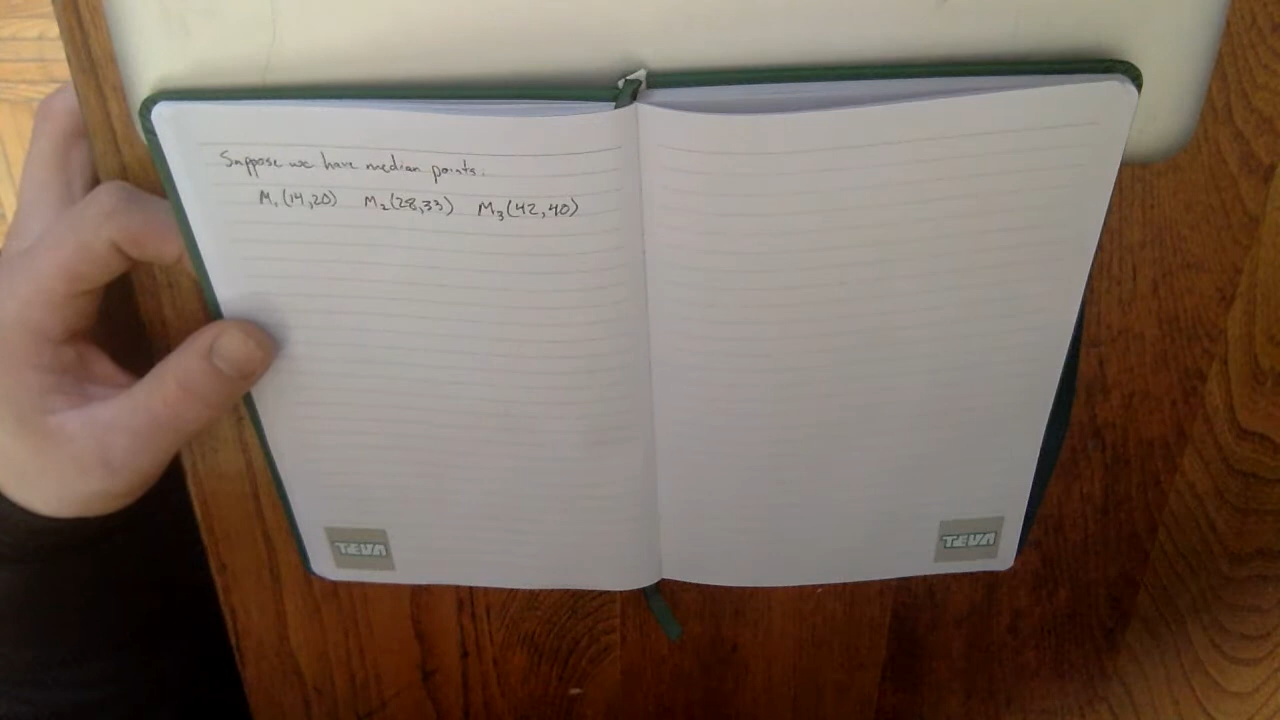 Suppose we have median points.
M₁(14,20) M₂(28,33) M₃(42,40)
TEVA
TEVA